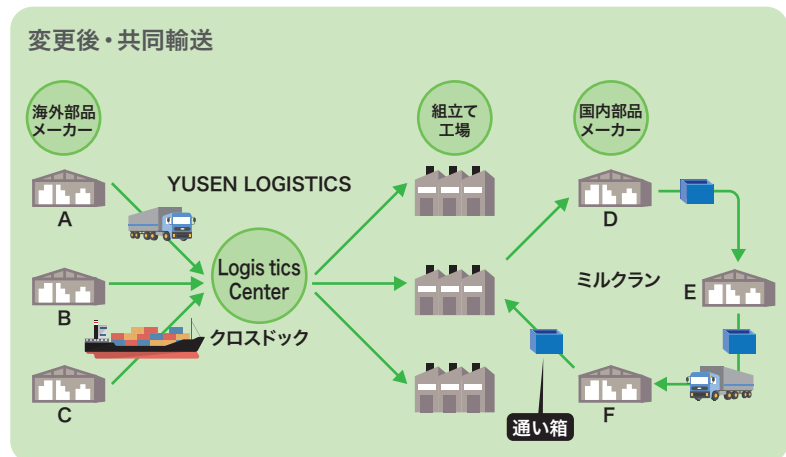 変更後・共同輸送
海外部品
メーカー
組立て
工場
国内部品
メーカー
YUSEN LOGISTICS
A
D
Logis tics
Center
ミルクラン
E
B
クロスドック
C
F
通い箱